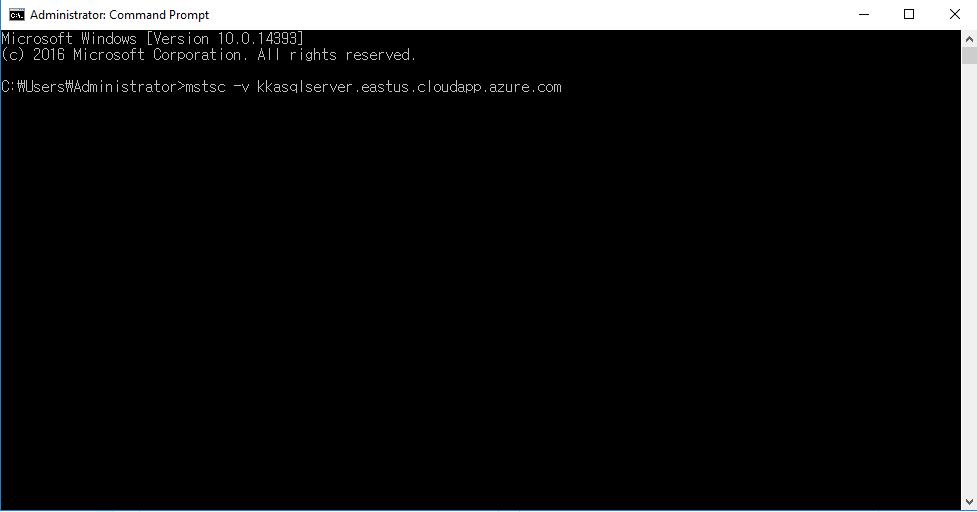 Administrator: Command Prompt
Microsoft Windows [Version 10.0.14393]
(c) 2016 Microsoft Corporation. All rights reserved.
C:₩Users₩Administrator>mstsc -v kkasqlserver.eastus.cloudapp.azure.com